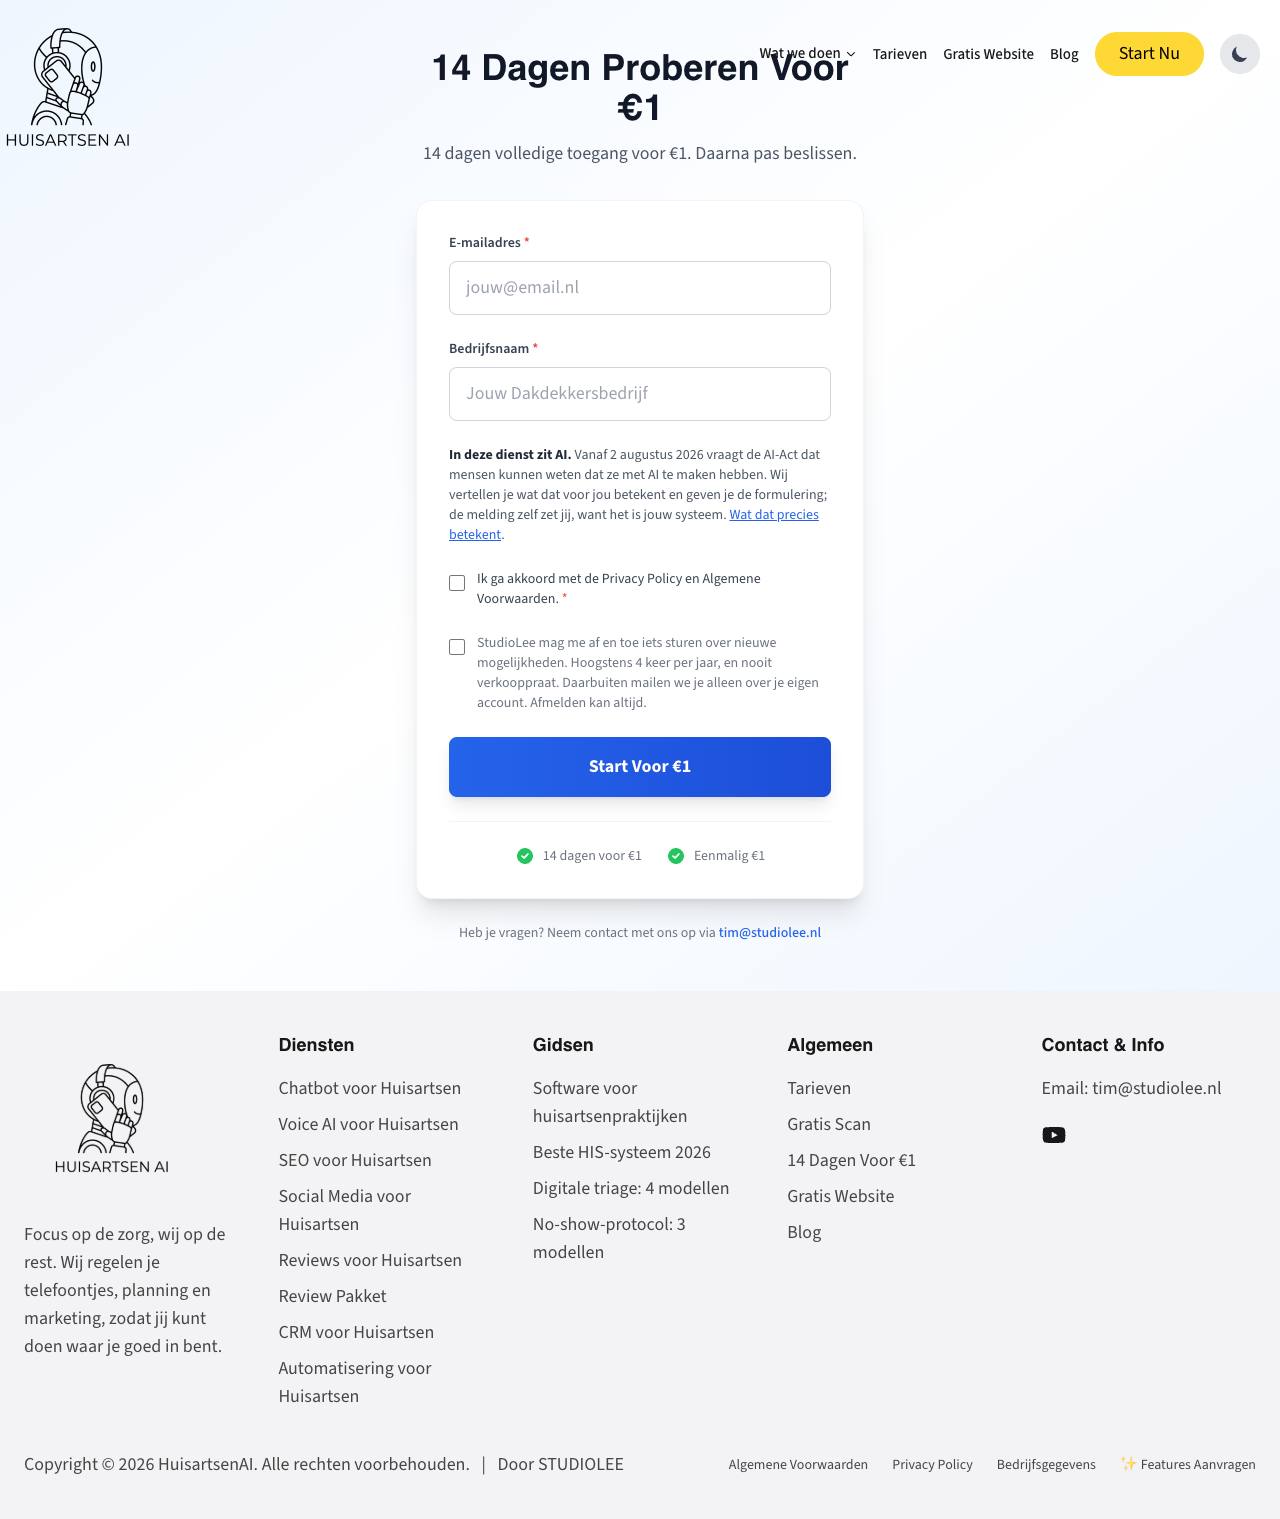 HUISARTSEN AI
Wat we doen
Tarieven
Gratis Website
Blog
Start Nu
14 Dagen Proberen Voor
€1
14 dagen volledige toegang voor €1. Daarna pas beslissen.
E-mailadres *
jouw@email.nl
Bedrijfsnaam *
Jouw Dakdekkersbedrijf
In deze dienst zit AI. Vanaf 2 augustus 2026 vraagt de AI-Act dat
mensen kunnen weten dat ze met AI te maken hebben. Wij
vertellen je wat dat voor jou betekent en geven je de formulering;
de melding zelf zet jij, want het is jouw systeem. Wat dat precies
betekent.
Ik ga akkoord met de Privacy Policy en Algemene
Voorwaarden. *
StudioLee mag me af en toe iets sturen over nieuwe
mogelijkheden. Hoogstens 4 keer per jaar, en nooit
verkooppraat. Daarbuiten mailen we je alleen over je eigen
account. Afmelden kan altijd.
Start Voor €1
14 dagen voor €1
Eenmalig €1
Heb je vragen? Neem contact met ons op via tim@studiolee.nl
HUISARTSEN AI
Focus op de zorg, wij op de
rest. Wij regelen je
telefoontjes, planning en
marketing, zodat jij kunt
doen waar je goed in bent.
Diensten
Chatbot voor Huisartsen
Voice AI voor Huisartsen
SEO voor Huisartsen
Social Media voor
Huisartsen
Reviews voor Huisartsen
Review Pakket
CRM voor Huisartsen
Automatisering voor
Huisartsen
Gidsen
Software voor
huisartsenpraktijken
Beste HIS-systeem 2026
Digitale triage: 4 modellen
No-show-protocol: 3
modellen
Algemeen
Tarieven
Gratis Scan
14 Dagen Voor €1
Gratis Website
Blog
Contact & Info
Email: tim@studiolee.nl
Copyright © 2026 HuisartsenAI. Alle rechten voorbehouden. | Door STUDIOLEE
Algemene Voorwaarden
Privacy Policy
Bedrijfsgegevens
✨ Features Aanvragen